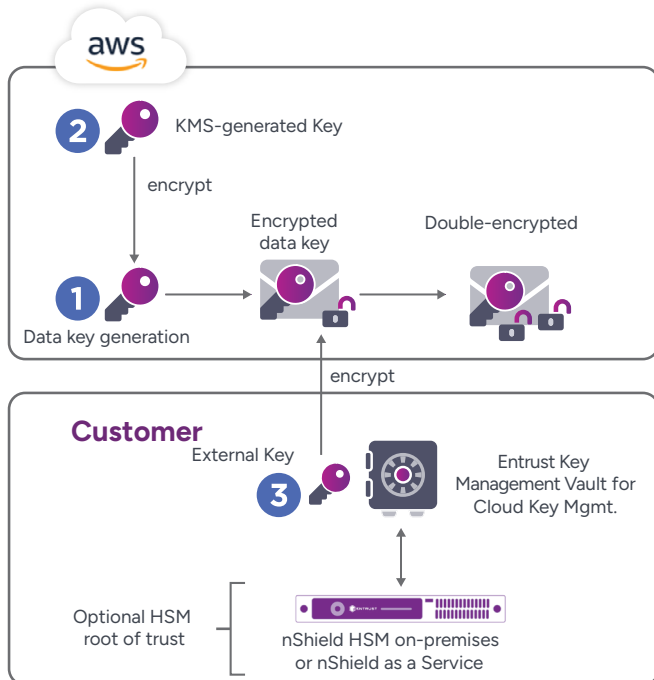 aws
2
KMS-generated Key
encrypt
Encrypted
data key
Double-encrypted
1
Data key generation
encrypt
Customer
External Key
3
Entrust Key
Management Vault for
Cloud Key Mgmt.
ENTRUST
Optional HSM
root of trust
nShield HSM on-premises
or nShield as a Service